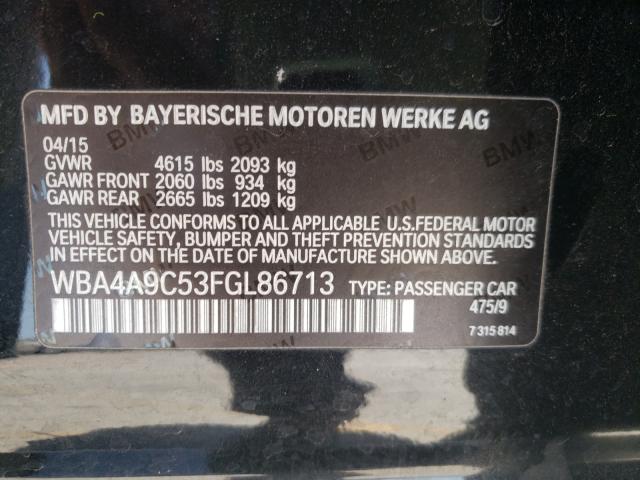 MFD BY BAYERISCHE MOTOREN WERKE AG
04/15
GVWR 4615 lbs 2093 kg
GAWR FRONT 2060 lbs 934 kg
GAWR REAR 2665 lbs 1209 kg
THIS VEHICLE CONFORMS TO ALL APPLICABLE U.S.FEDERAL MOTOR
VEHICLE SAFETY, BUMPER AND THEFT PREVENTION STANDARDS
IN EFFECT ON THE DATE OF MANUFACTURE SHOWN ABOVE.
WBA4A9C53FGL86713 TYPE: PASSENGER CAR
475/9
7 315 814